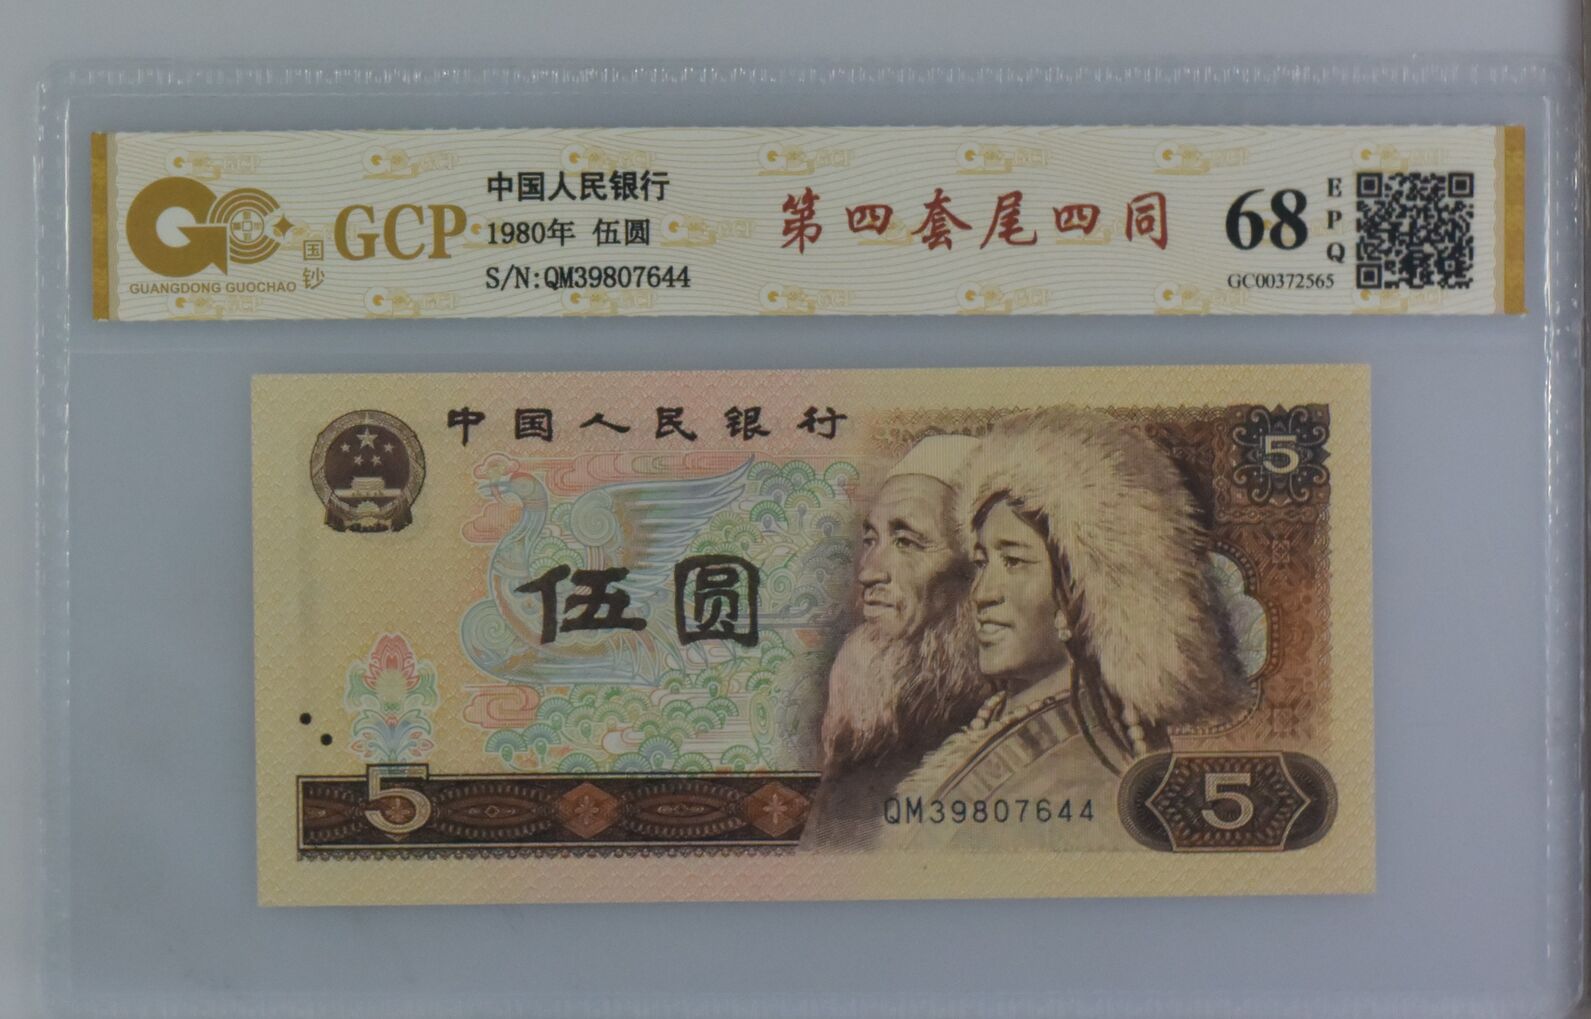 GCP
国钞
GUANGDONG GUOCHAO
中国人民银行
1980年 伍圆
S/N:QM39807644
第四套尾四同
68
EPQ
GC00372565
中国人民银行
5
伍圆
5
QM39807644
5